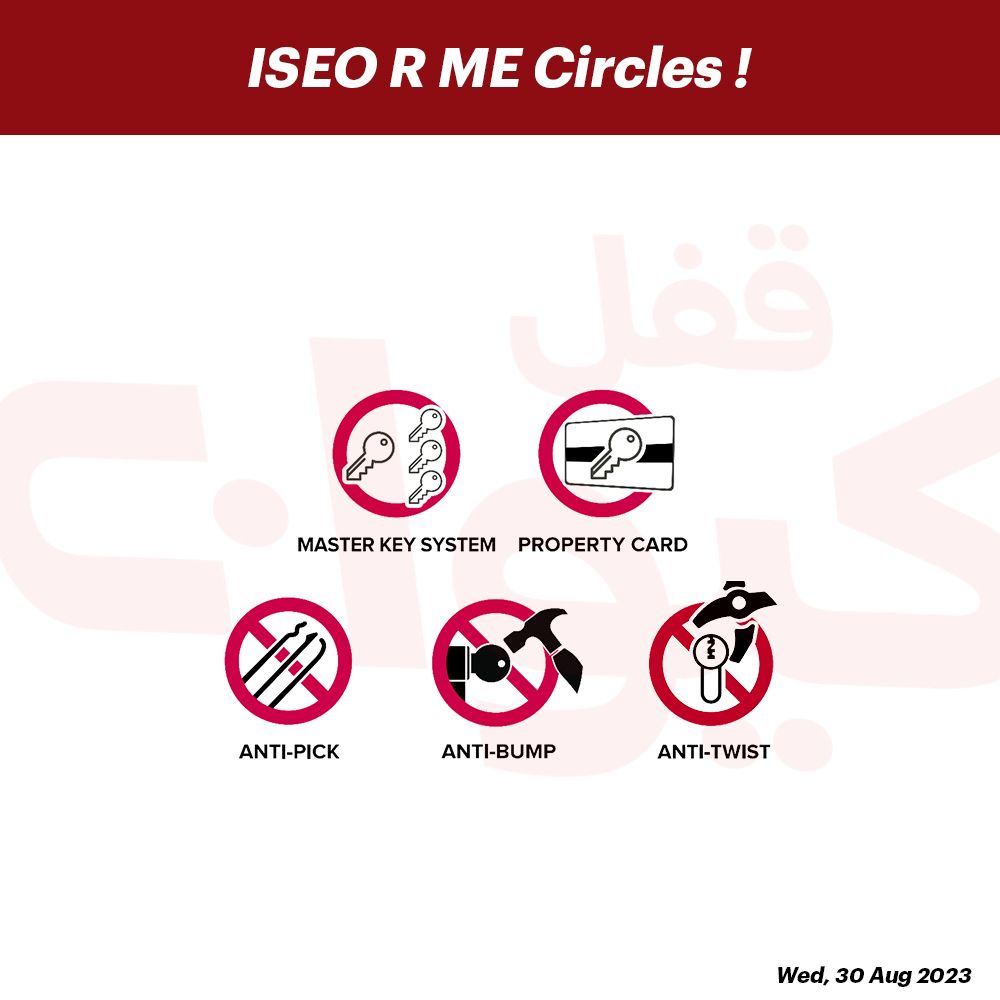 ISEO R ME Circles !
قفل
کیوان
MASTER KEY SYSTEM
PROPERTY CARD
ANTI-PICK
ANTI-BUMP
ANTI-TWIST
Wed, 30 Aug 2023